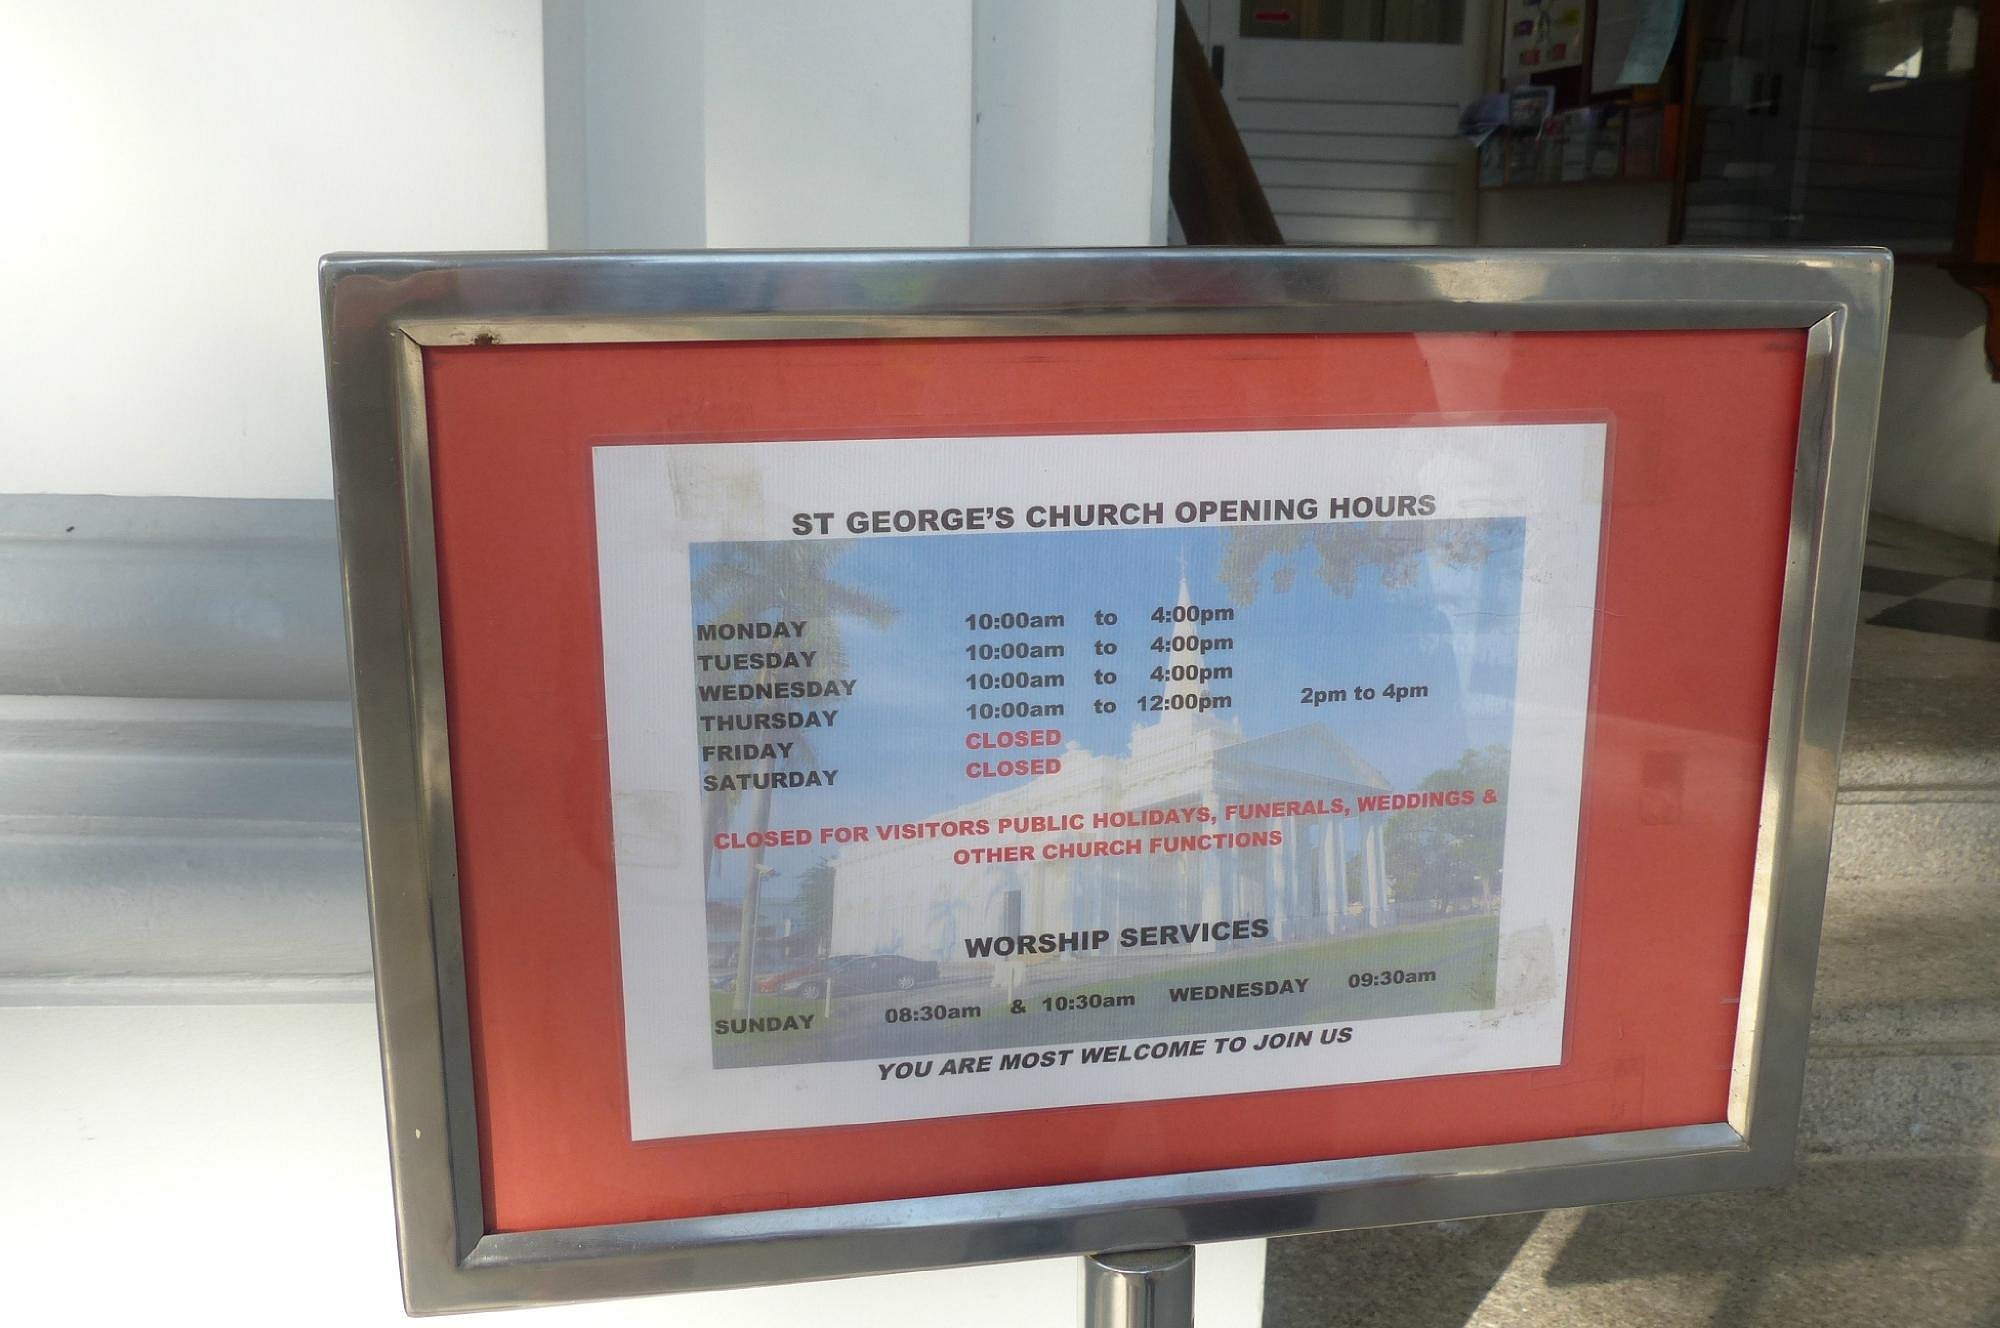 ST GEORGE'S CHURCH OPENING HOURS
MONDAY 10:00am to 4:00pm
TUESDAY 10:00am to 4:00pm
WEDNESDAY 10:00am to 4:00pm
THURSDAY 10:00am to 12:00pm 2pm to 4pm
FRIDAY CLOSED
SATURDAY CLOSED
CLOSED FOR VISITORS PUBLIC HOLIDAYS, FUNERALS, WEDDINGS &
OTHER CHURCH FUNCTIONS
WORSHIP SERVICES
SUNDAY 08:30am & 10:30am WEDNESDAY 09:30am
YOU ARE MOST WELCOME TO JOIN US